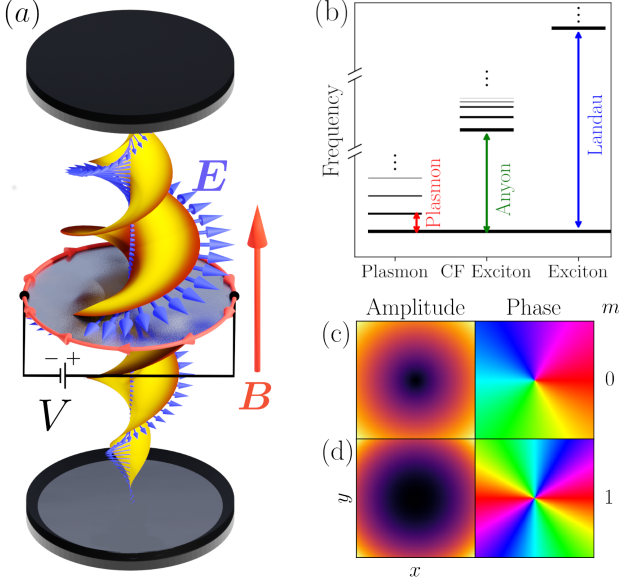 (a)
E
B
− +
V
(b)
Frequency
Plasmon
Anyon
Landau
Plasmon CF Exciton Exciton
Amplitude Phase m
(c)
0
(d)
1
y
x